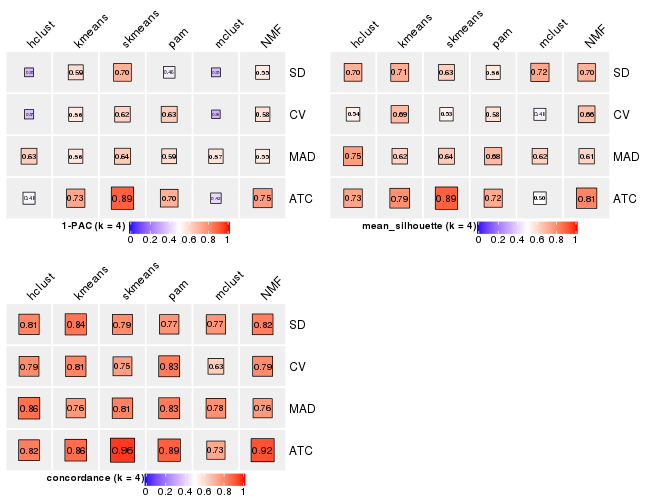 hclust kmeans skmeans pam mclust NMF
0.59 0.70 0.48 0.55 SD
0.56 0.62 0.63 0.58 CV
0.63 0.56 0.64 0.59 0.57 0.55 MAD
0.48 0.73 0.89 0.70 0.42 0.75 ATC
1-PAC (k = 4)
0 0.2 0.4 0.6 0.8 1
hclust kmeans skmeans pam mclust NMF
0.70 0.71 0.63 0.56 0.72 0.70 SD
0.54 0.69 0.53 0.58 0.48 0.66 CV
0.75 0.62 0.64 0.68 0.62 0.61 MAD
0.73 0.79 0.89 0.72 0.50 0.81 ATC
mean_silhouette (k = 4)
0 0.2 0.4 0.6 0.8 1
hclust kmeans skmeans pam mclust NMF
0.81 0.84 0.79 0.77 0.77 0.82 SD
0.79 0.81 0.75 0.83 0.63 0.79 CV
0.86 0.76 0.81 0.83 0.78 0.76 MAD
0.82 0.86 0.95 0.89 0.73 0.92 ATC
concordance (k = 4)
0 0.2 0.4 0.6 0.8 1